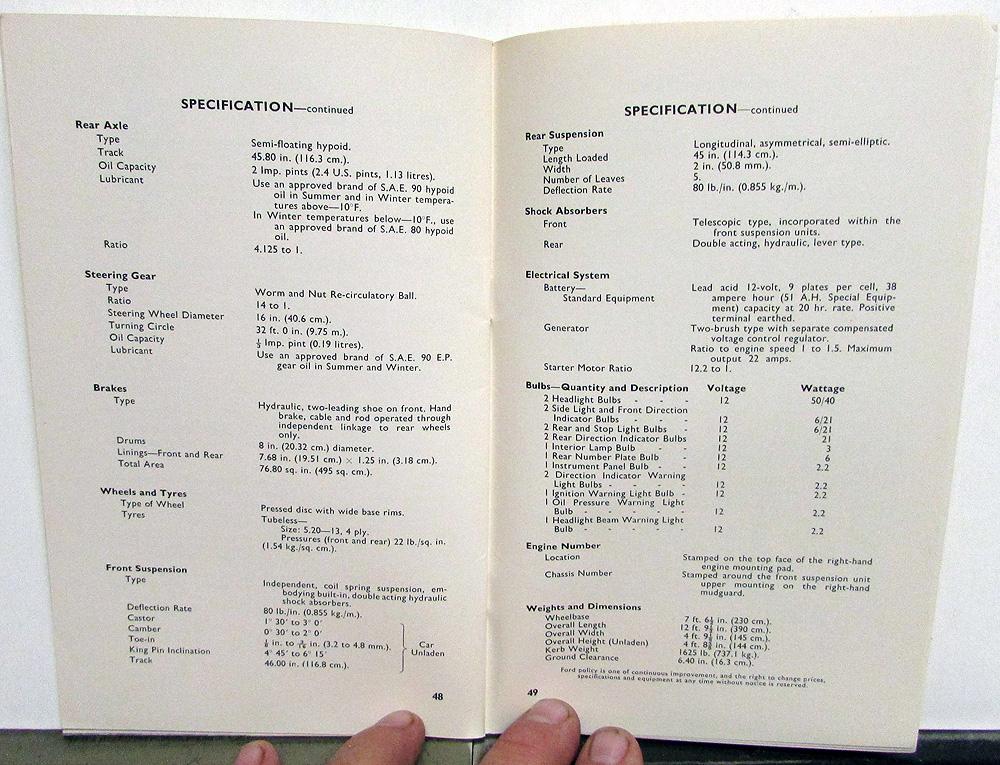 SPECIFICATION—continued
Rear Axle
Type Semi-floating hypoid.
Track 45.80 in. (116.3 cm.).
Oil Capacity 2 Imp. pints (2.4 U.S. pints, 1.13 litres).
Lubricant Use an approved brand of S.A.E. 90 hypoid
oil in Summer and in Winter tempera-
tures above—10°F.
In Winter temperatures below—10°F., use
an approved brand of S.A.E. 80 hypoid
oil.
Ratio 4.125 to 1.
Steering Gear
Type Worm and Nut Re-circulatory Ball.
Ratio 14 to 1.
Steering Wheel Diameter 16 in. (40.6 cm.).
Turning Circle 32 ft. 0 in. (9.75 m.).
Oil Capacity ⅓ Imp. pint (0.19 litres).
Lubricant Use an approved brand of S.A.E. 90 E.P.
gear oil in Summer and Winter.
Brakes
Type Hydraulic, two-leading shoe on front. Hand
brake, cable and rod operated through
independent linkage to rear wheels
only.
Drums 8 in. (20.32 cm.) diameter.
Linings—Front and Rear 7.68 in. (19.51 cm.) × 1.25 in. (3.18 cm.).
Total Area 76.80 sq. in. (495 sq. cm.).
Wheels and Tyres
Type of Wheel Pressed disc with wide base rims.
Tyres Tubeless—
Size: 5.20—13, 4 ply.
Pressures (front and rear) 22 lb./sq. in.
(1.54 kg./sq. cm.).
Front Suspension
Type Independent, coil spring suspension, em-
bodying built-in, double acting hydraulic
shock absorbers.
Deflection Rate 80 lb./in. (0.855 kg./m.).
Castor 1° 30′ to 3° 0′
Camber 0° 30′ to 2° 0′
Toe-in ⅛ in. to 3/16 in. (3.2 to 4.8 mm.).
King Pin Inclination 4° 45′ to 6° 15′
Track 46.00 in. (116.8 cm.).
Car
Unladen
48
SPECIFICATION—continued
Rear Suspension
Type Longitudinal, asymmetrical, semi-elliptic.
Length Loaded 45 in. (114.3 cm.).
Width 2 in. (50.8 mm.).
Number of Leaves 5.
Deflection Rate 80 lb./in. (0.855 kg./m.).
Shock Absorbers
Front Telescopic type, incorporated within the
front suspension units.
Rear Double acting, hydraulic, lever type.
Electrical System
Battery—
Standard Equipment Lead acid 12-volt, 9 plates per cell, 38
ampere hour (51 A.H. Special Equip-
ment) capacity at 20 hr. rate. Positive
terminal earthed.
Generator Two-brush type with separate compensated
voltage control regulator.
Ratio to engine speed 1 to 1.5. Maximum
output 22 amps.
Starter Motor Ratio 12.2 to 1.
Bulbs—Quantity and Description Voltage Wattage
2 Headlight Bulbs - - - 12 50/40
2 Side Light and Front Direction
Indicator Bulbs - - - 12 6/21
2 Rear and Stop Light Bulbs - 12 6/21
2 Rear Direction Indicator Bulbs 12 21
1 Interior Lamp Bulb - - 12 3
1 Rear Number Plate Bulb - 12 6
1 Instrument Panel Bulb - - 12 2.2
2 Direction Indicator Warning
Light Bulbs - - - - 12 2.2
1 Ignition Warning Light Bulb - 12 2.2
1 Oil Pressure Warning Light
Bulb - - - - - 12 2.2
1 Headlight Beam Warning Light
Bulb - - - - - 12 2.2
Engine Number
Location Stamped on the top face of the right-hand
engine mounting pad.
Chassis Number Stamped around the front suspension unit
upper mounting on the right-hand
mudguard.
Weights and Dimensions
Wheelbase 7 ft. 6½ in. (230 cm.).
Overall Length 12 ft. 9½ in. (390 cm.).
Overall Width 4 ft. 9¼ in. (145 cm.).
Overall Height (Unladen) 4 ft. 8¾ in. (144 cm.).
Kerb Weight 1625 lb. (737.1 kg.).
Ground Clearance 6.40 in. (16.3 cm.).
Ford policy is one of continuous improvement, and the right to change prices,
specifications and equipment at any time without notice is reserved.
49